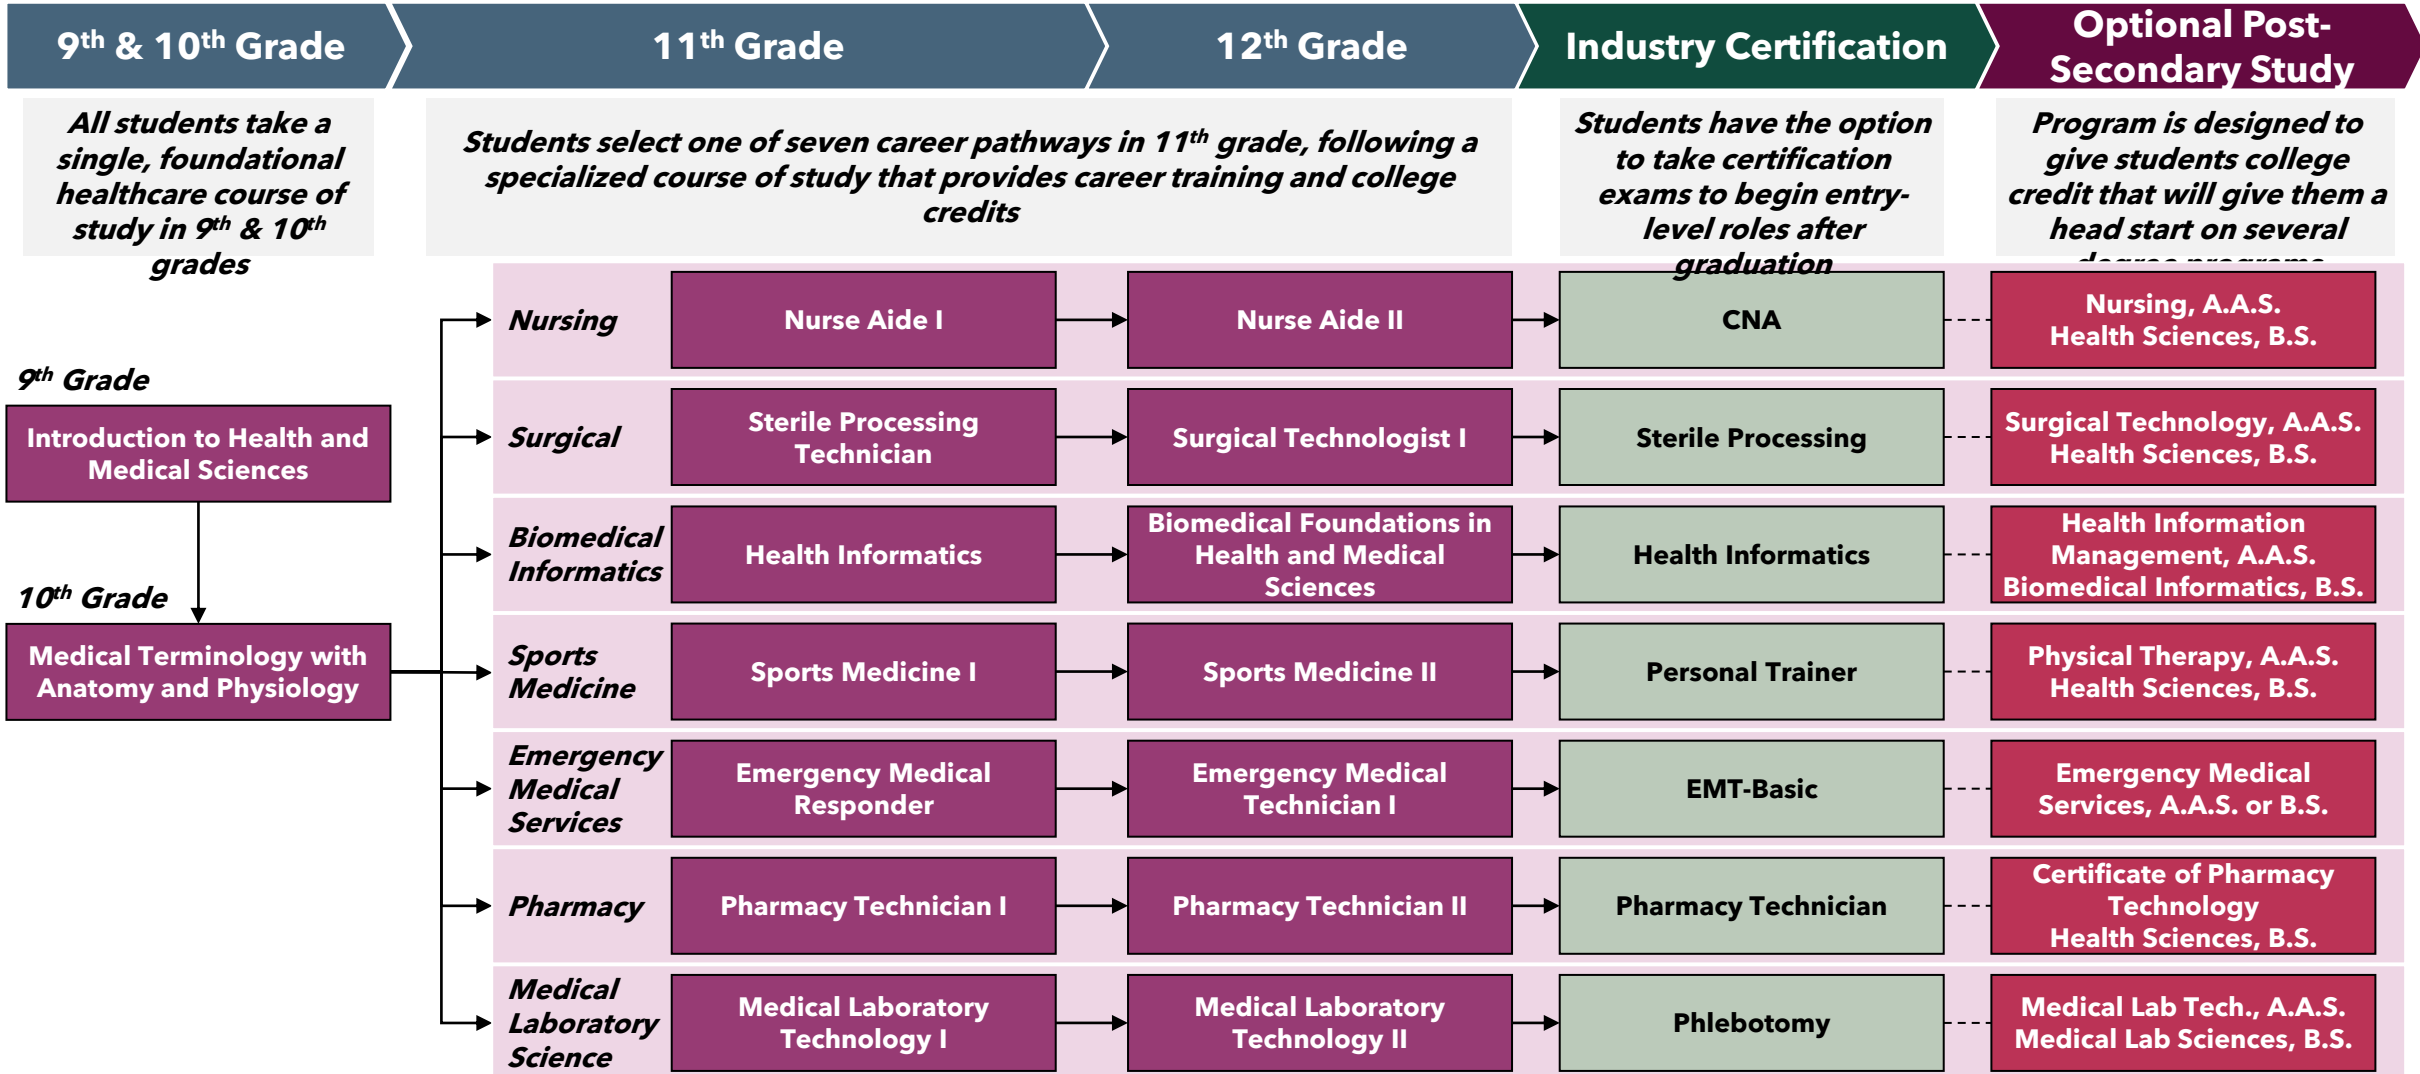 9th & 10th Grade
11th Grade
12th Grade
Industry Certification
Optional Post-
Secondary Study
All students take a
single, foundational
healthcare course of
study in 9th & 10th
grades
Students select one of seven career pathways in 11th grade, following a
specialized course of study that provides career training and college
credits
Students have the option
to take certification
exams to begin entry-
level roles after
graduation
Program is designed to
give students college
credit that will give them a
head start on several
degree programs
9th Grade
Introduction to Health and
Medical Sciences
10th Grade
Medical Terminology with
Anatomy and Physiology
Nursing
Nurse Aide I
Nurse Aide II
CNA
Nursing, A.A.S.
Health Sciences, B.S.
Surgical
Sterile Processing
Technician
Surgical Technologist I
Sterile Processing
Surgical Technology, A.A.S.
Health Sciences, B.S.
Biomedical
Informatics
Health Informatics
Biomedical Foundations in
Health and Medical
Sciences
Health Informatics
Health Information
Management, A.A.S.
Biomedical Informatics, B.S.
Sports
Medicine
Sports Medicine I
Sports Medicine II
Personal Trainer
Physical Therapy, A.A.S.
Health Sciences, B.S.
Emergency
Medical
Services
Emergency Medical
Responder
Emergency Medical
Technician I
EMT-Basic
Emergency Medical
Services, A.A.S. or B.S.
Pharmacy
Pharmacy Technician I
Pharmacy Technician II
Pharmacy Technician
Certificate of Pharmacy
Technology
Health Sciences, B.S.
Medical
Laboratory
Science
Medical Laboratory
Technology I
Medical Laboratory
Technology II
Phlebotomy
Medical Lab Tech., A.A.S.
Medical Lab Sciences, B.S.